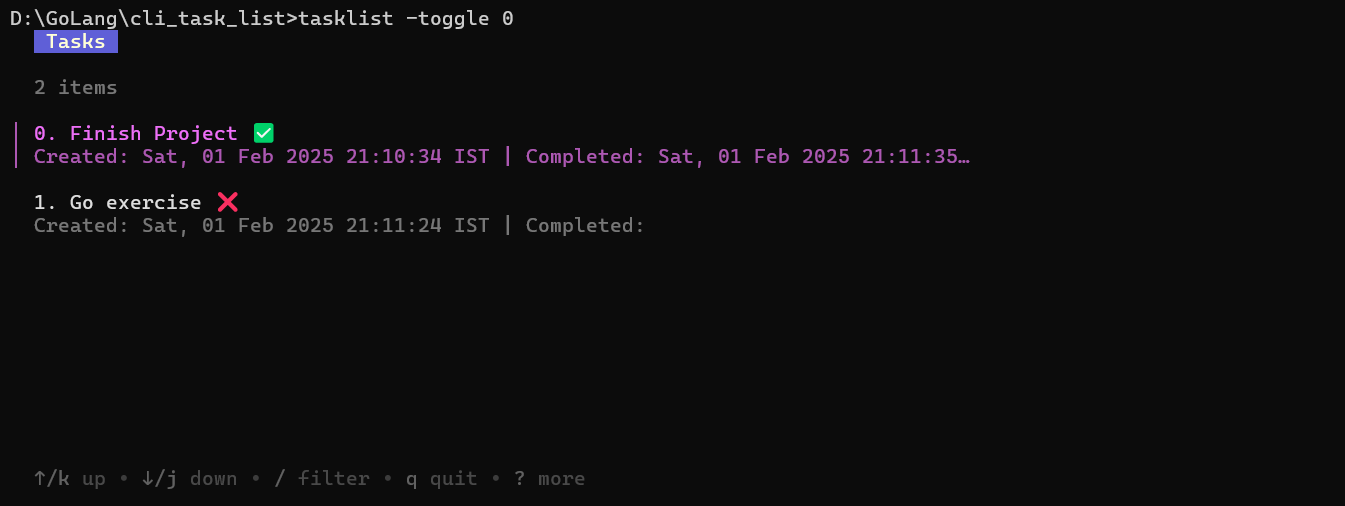 D:\GoLang\cli_task_list>tasklist -toggle 0
Tasks
2 items
0. Finish Project ✅
Created: Sat, 01 Feb 2025 21:10:34 IST | Completed: Sat, 01 Feb 2025 21:11:35…
1. Go exercise ❌
Created: Sat, 01 Feb 2025 21:11:24 IST | Completed:
↑/k up • ↓/j down • / filter • q quit • ? more